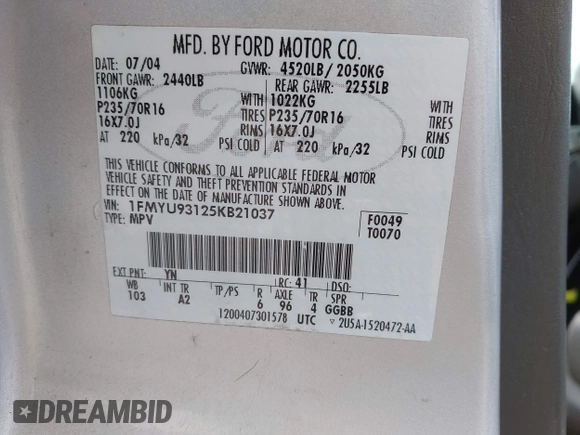 MFD. BY FORD MOTOR CO.
DATE: 07/04 GVWR: 4520LB/ 2050KG
FRONT GAWR: 2440LB REAR GAWR: 2255LB
1106KG WITH 1022KG WITH
P235/70R16 TIRES P235/70R16 TIRES
16X7.0J RIMS 16X7.0J RIMS
AT 220 kPa/32 PSI COLD AT 220 kPa/32 PSI COLD
THIS VEHICLE CONFORMS TO ALL APPLICABLE FEDERAL MOTOR
VEHICLE SAFETY AND THEFT PREVENTION STANDARDS IN
EFFECT ON THE DATE OF MANUFACTURE SHOWN ABOVE.
VIN: 1FMYU93125KB21037 F0049
TYPE: MPV T0070
EXT PNT: YN RC: 41 DSO:
WB INT TR TP/PS R AXLE TR SPR
103 A2 6 96 4 GGBB
1200407301578 UTC 2U5A-1520472-AA
Ford
DREAMBID